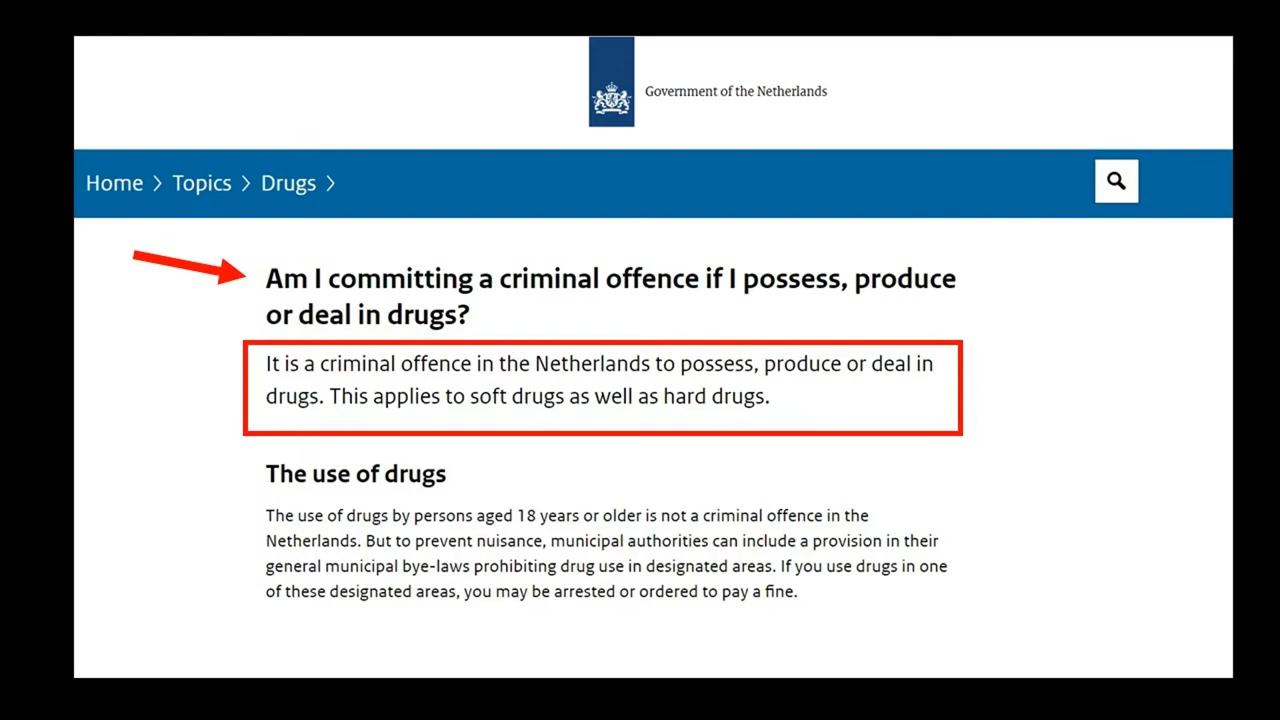 Government of the Netherlands
Home > Topics > Drugs >
Am I committing a criminal offence if I possess, produce
or deal in drugs?
It is a criminal offence in the Netherlands to possess, produce or deal in
drugs. This applies to soft drugs as well as hard drugs.
The use of drugs
The use of drugs by persons aged 18 years or older is not a criminal offence in the
Netherlands. But to prevent nuisance, municipal authorities can include a provision in their
general municipal bye-laws prohibiting drug use in designated areas. If you use drugs in one
of these designated areas, you may be arrested or ordered to pay a fine.